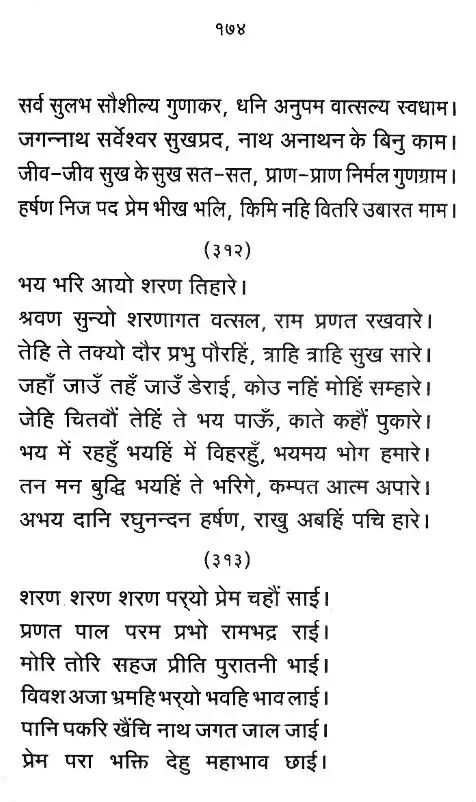 १७४
सर्व सुलभ सौशील्य गुणाकर, धनि अनुपम वात्सल्य स्वधाम।
जगन्नाथ सर्वेश्वर सुखप्रद, नाथ अनाथन के बिनु काम।
जीव-जीव सुख के सुख सत-सत, प्राण-प्राण निर्मल गुणग्राम।
हर्षण निज पद प्रेम भीख भलि, किमि नहि वितरि उबारत माम।
(३१२)
भय भरि आयो शरण तिहारे।
श्रवण सुन्यो शरणागत वत्सल, राम प्रणत रखवारे।
तेहि ते तक्यो दौर प्रभु पौरहिं, त्राहि त्राहि सुख सारे।
जहाँ जाउँ तहँ जाउँ डेराई, कोउ नहिं मोहिं सम्हारे।
जेहि चितवौं तेहिं ते भय पाऊँ, काते कहौं पुकारे।
भय में रहहुँ भयहिं में विहरहुँ, भयमय भोग हमारे।
तन मन बुद्धि भयहिं ते भरिगे, कम्पत आत्म अपारे।
अभय दानि रघुनन्दन हर्षण, राखु अबहिं पचि हारे।
(३१३)
शरण शरण शरण पर्‌यो प्रेम चहौं साई।
प्रणत पाल परम प्रभो रामभद्र राई।
मोरि तोरि सहज प्रीति पुरातनी भाई।
विवश अजा भ्रमहि भर्‌यो भवहि भाव लाई।
पानि पकरि खैंचि नाथ जगत जाल जाई।
प्रेम परा भक्ति देहु महाभाव छाई।